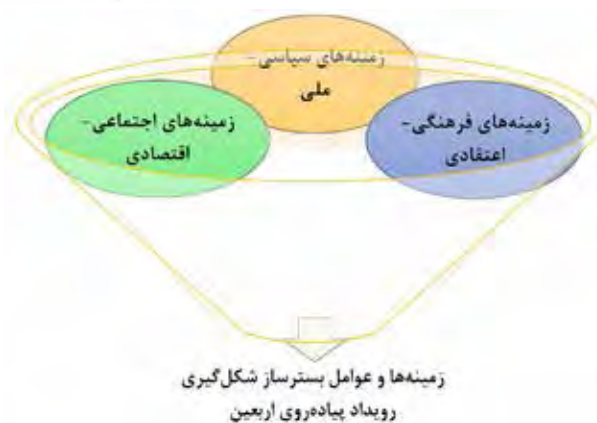 زمینه‌های سیاسی-
ملی
زمینه‌های فرهنگی-
اعتقادی
زمینه‌های اجتماعی-
اقتصادی
زمینه‌ها و عوامل بسترساز شکل‌گیری
رویداد پیاده‌روی اربعین